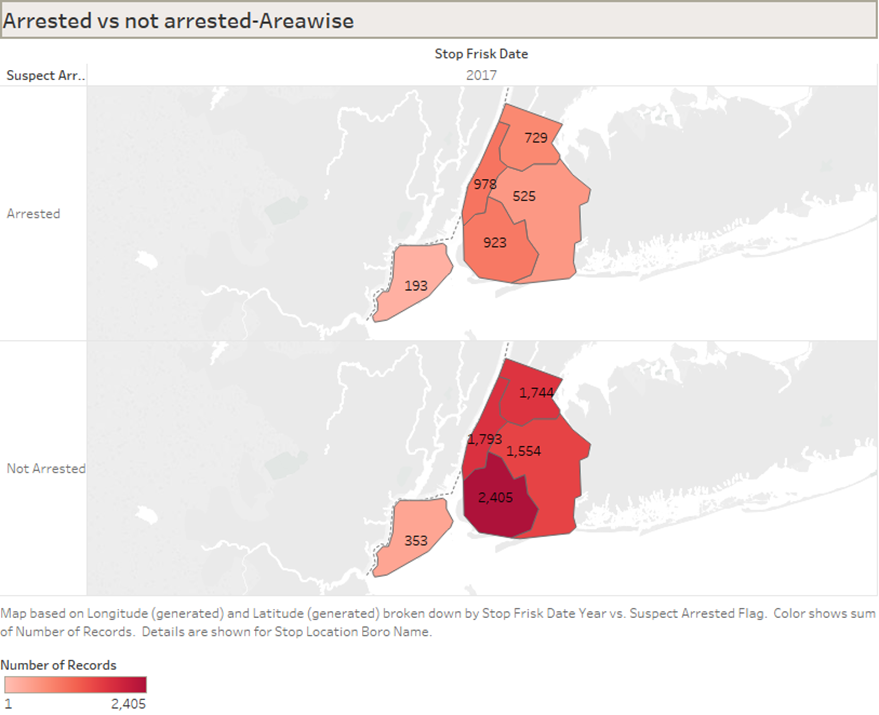 Arrested vs not arrested-Areawise
Stop Frisk Date
Suspect Arr..
2017
729
978
525
Arrested
923
193
1,744
1,793
1,554
Not Arrested
2,405
353
Map based on Longitude (generated) and Latitude (generated) broken down by Stop Frisk Date Year vs. Suspect Arrested Flag.  Color shows sum
of Number of Records.  Details are shown for Stop Location Boro Name.
Number of Records
1
2,405